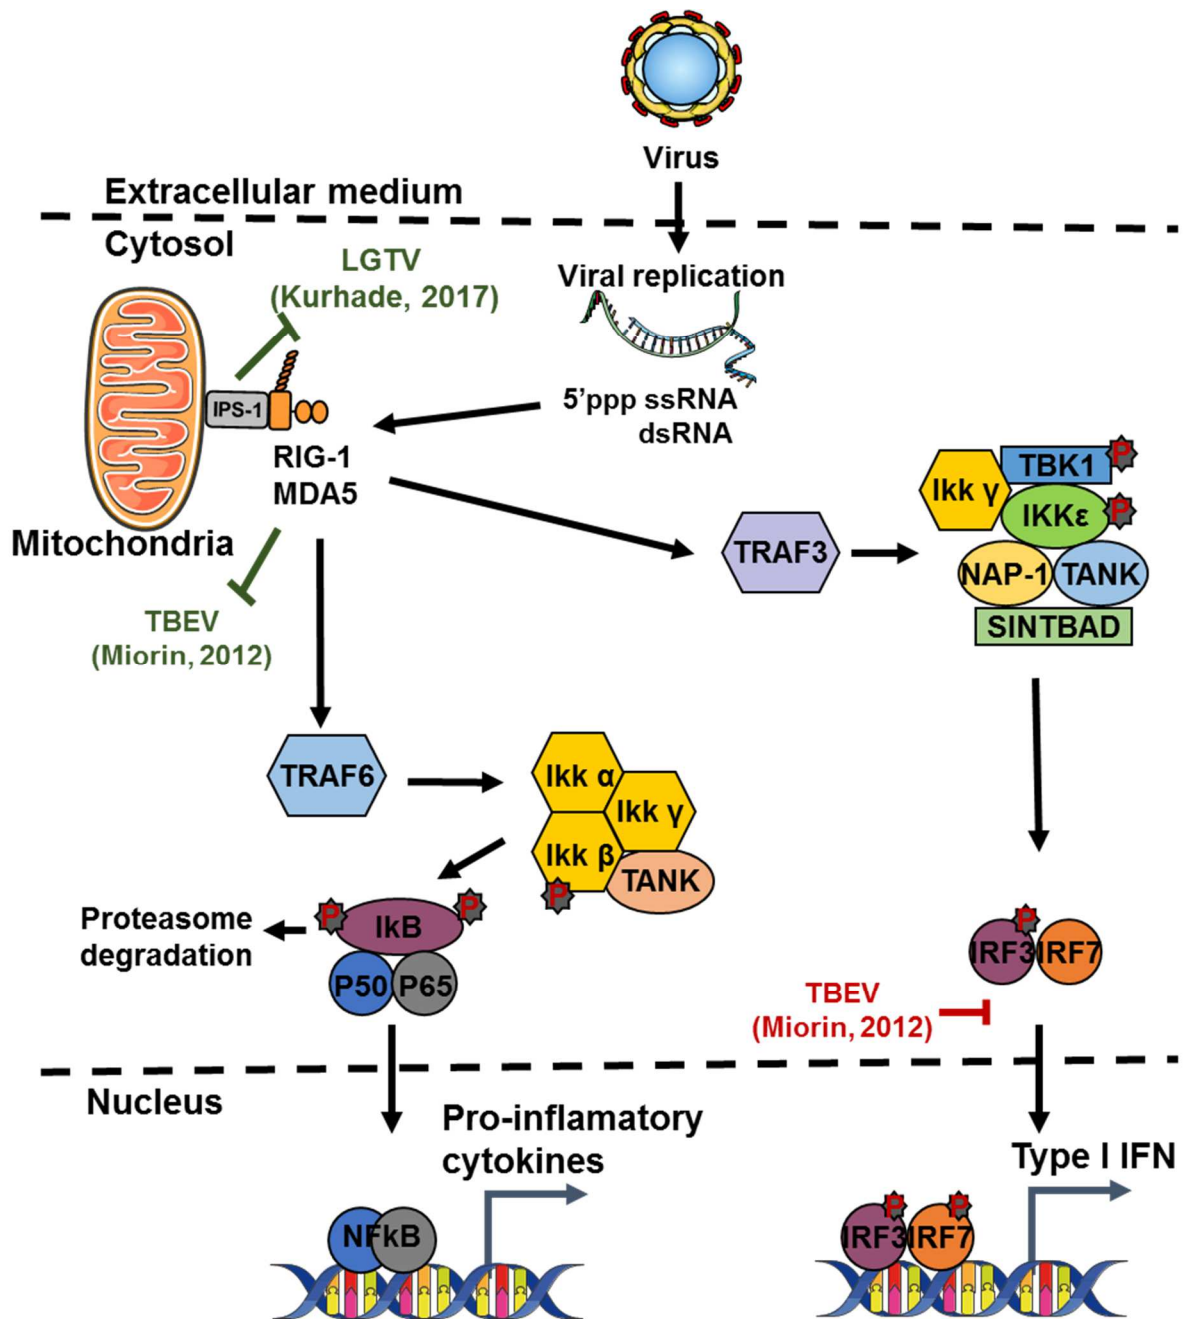 Virus
Extracellular medium
Cytosol
LGTV
(Kurhade, 2017)
Viral replication
IPS-1
5’ppp ssRNA
dsRNA
RIG-1
MDA5
Mitochondria
TBEV
(Miorin, 2012)
TRAF3
Ikk γ
TBK1
P
IKKε
P
NAP-1
TANK
SINTBAD
TRAF6
Ikk α
Ikk γ
Ikk β
TANK
P
Proteasome
degradation
P
IkB
P
P50
P65
P
IRF3
IRF7
TBEV
(Miorin, 2012)
Nucleus
Pro-inflamatory
cytokines
Type I IFN
NFkB
P
P
IRF3
IRF7